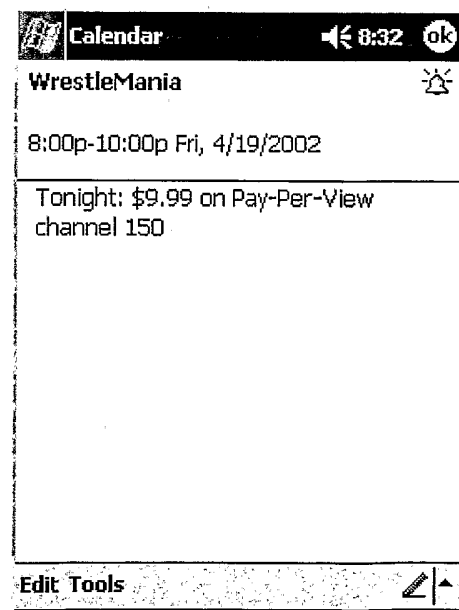 Calendar 8:32 ok
WrestleMania
8:00p-10:00p Fri, 4/19/2002
Tonight: $9.99 on Pay-Per-View
channel 150
Edit Tools